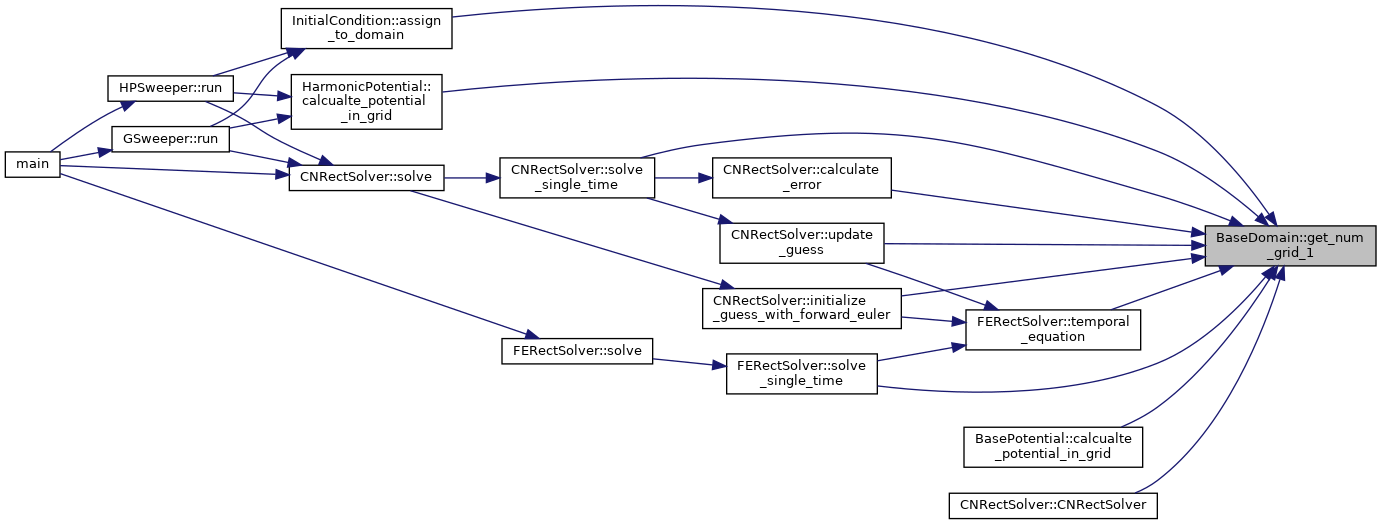 InitialCondition::assign
_to_domain
HPSweeper::run
HarmonicPotential::
calcualte_potential
_in_grid
GSweeper::run
main
CNRectSolver::solve
CNRectSolver::solve
_single_time
CNRectSolver::calculate
_error
CNRectSolver::update
_guess
BaseDomain::get_num
_grid_1
CNRectSolver::initialize
_guess_with_forward_euler
FERectSolver::temporal
_equation
FERectSolver::solve
FERectSolver::solve
_single_time
BasePotential::calcualte
_potential_in_grid
CNRectSolver::CNRectSolver